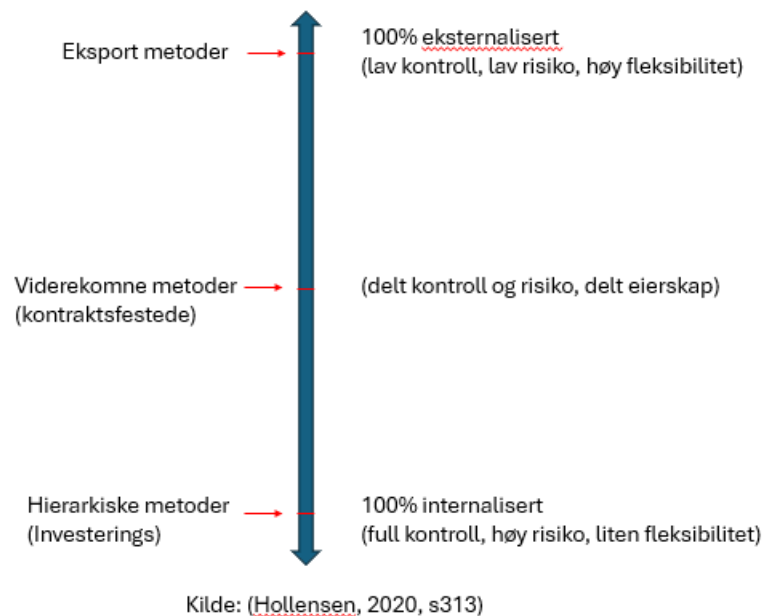 Eksport metoder
100% eksternalisert
(lav kontroll, lav risiko, høy fleksibilitet)
Viderekomne metoder
(kontraktsfestede)
(delt kontroll og risiko, delt eierskap)
Hierarkiske metoder
(Investerings)
100% internalisert
(full kontroll, høy risiko, liten fleksibilitet)
Kilde: (Hollensen, 2020, s313)